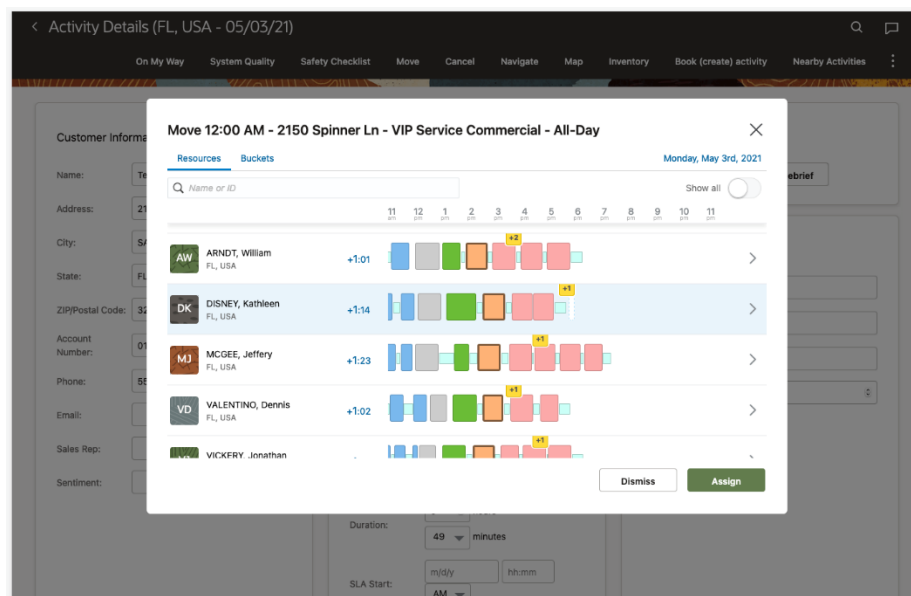 Activity Details (FL, USA - 05/03/21)
On My Way System Quality Safety Checklist Move Cancel Navigate Map Inventory Book (create) activity Nearby Activities
Customer Informa
Name: Te
Address: 21
City: SA
State: FL
ZIP/Postal Code: 32
Account Number: 01
Phone: 55
Email:
Sales Rep:
Sentiment:
ebrief
Move 12:00 AM - 2150 Spinner Ln - VIP Service Commercial - All-Day
Resources Buckets Monday, May 3rd, 2021
Name or ID Show all
11 am 12 pm 1 pm 2 pm 3 pm 4 pm 5 pm 6 pm 7 pm 8 pm 9 pm 10 pm 11 pm
AW ARNDT, William +1:01 +2
FL, USA
DK DISNEY, Kathleen +1:14 +1
FL, USA
MJ MCGEE, Jeffery +1:23 +1
FL, USA
VD VALENTINO, Dennis +1:02 +1
FL, USA
VICKERY, Jonathan +1
Dismiss Assign
Duration:
49 minutes
SLA Start: m/d/y hh:mm
AM